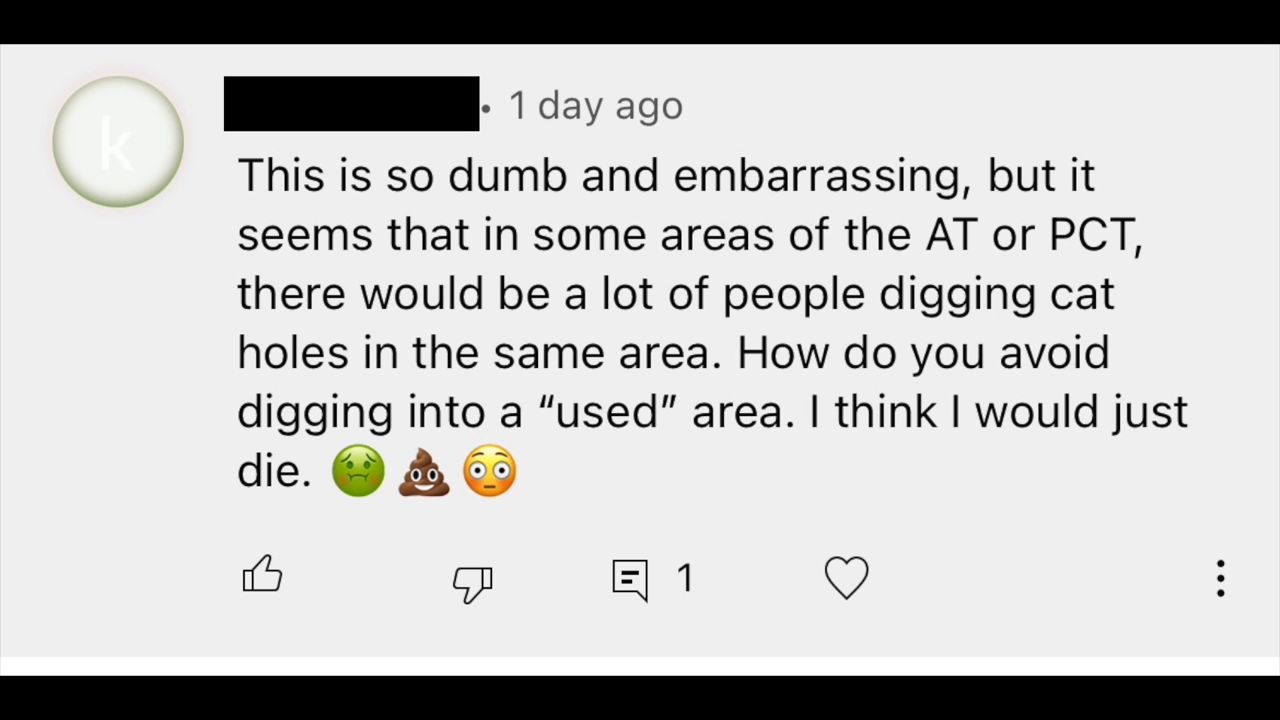 k
• 1 day ago
This is so dumb and embarrassing, but it
seems that in some areas of the AT or PCT,
there would be a lot of people digging cat
holes in the same area. How do you avoid
digging into a “used” area. I think I would just
die. 🤢 💩 😳
1